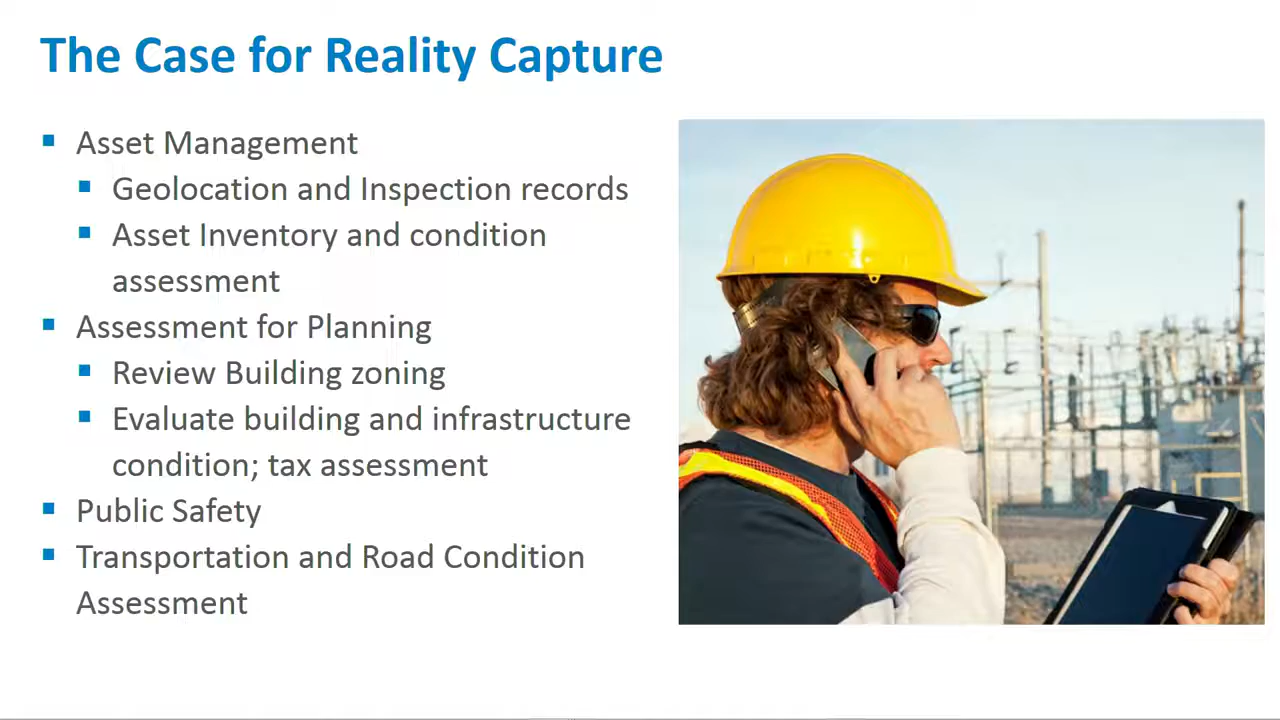 The Case for Reality Capture
Asset Management
Geolocation and Inspection records
Asset Inventory and condition
assessment
Assessment for Planning
Review Building zoning
Evaluate building and infrastructure
condition; tax assessment
Public Safety
Transportation and Road Condition
Assessment